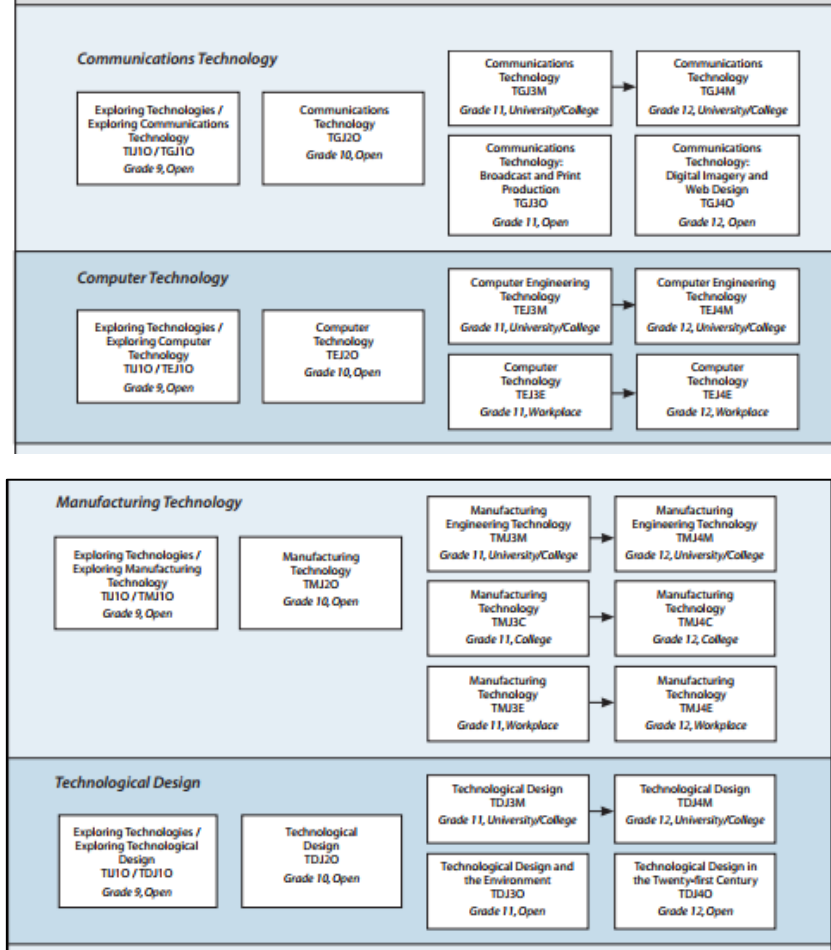 Communications Technology
Exploring Technologies /
Exploring Communications
Technology
TIJ1O / TGJ1O
Grade 9, Open
Communications
Technology
TGJ2O
Grade 10, Open
Communications
Technology
TGJ3M
Grade 11, University/College
Communications
Technology
TGJ4M
Grade 12, University/College
Communications
Technology:
Broadcast and Print
Production
TGJ3O
Grade 11, Open
Communications
Technology:
Digital Imagery and
Web Design
TGJ4O
Grade 12, Open
Computer Technology
Exploring Technologies /
Exploring Computer
Technology
TIJ1O / TEJ1O
Grade 9, Open
Computer
Technology
TEJ2O
Grade 10, Open
Computer Engineering
Technology
TEJ3M
Grade 11, University/College
Computer Engineering
Technology
TEJ4M
Grade 12, University/College
Computer
Technology
TEJ3E
Grade 11, Workplace
Computer
Technology
TEJ4E
Grade 12, Workplace
Manufacturing Technology
Exploring Technologies /
Exploring Manufacturing
Technology
TIJ1O / TMJ1O
Grade 9, Open
Manufacturing
Technology
TMJ2O
Grade 10, Open
Manufacturing
Engineering Technology
TMJ3M
Grade 11, University/College
Manufacturing
Engineering Technology
TMJ4M
Grade 12, University/College
Manufacturing
Technology
TMJ3C
Grade 11, College
Manufacturing
Technology
TMJ4C
Grade 12, College
Manufacturing
Technology
TMJ3E
Grade 11, Workplace
Manufacturing
Technology
TMJ4E
Grade 12, Workplace
Technological Design
Exploring Technologies /
Exploring Technological
Design
TIJ1O / TDJ1O
Grade 9, Open
Technological
Design
TDJ2O
Grade 10, Open
Technological Design
TDJ3M
Grade 11, University/College
Technological Design
TDJ4M
Grade 12, University/College
Technological Design and
the Environment
TDJ3O
Grade 11, Open
Technological Design in
the Twenty-first Century
TDJ4O
Grade 12, Open